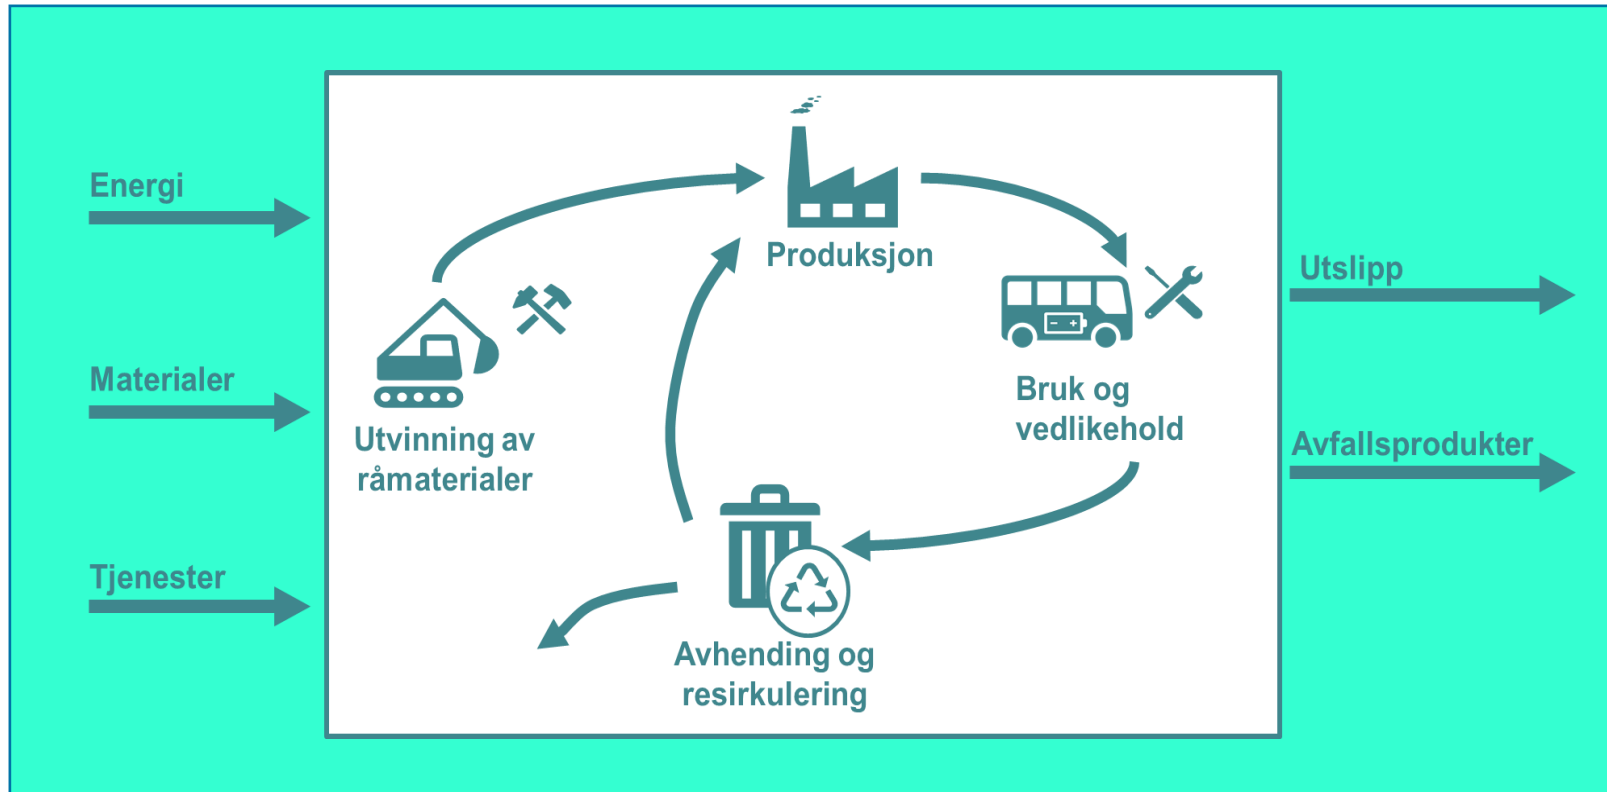 Energi
Materialer
Tjenester
Produksjon
Utvinning av
råmaterialer
Bruk og
vedlikehold
Avhending og
resirkulering
Utslipp
Avfallsprodukter